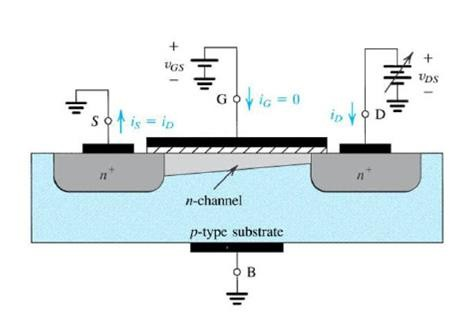 +
vGS
−
+
vDS
−
G
iG = 0
S
iS = iD
iD
D
n+
n+
n-channel
p-type substrate
B